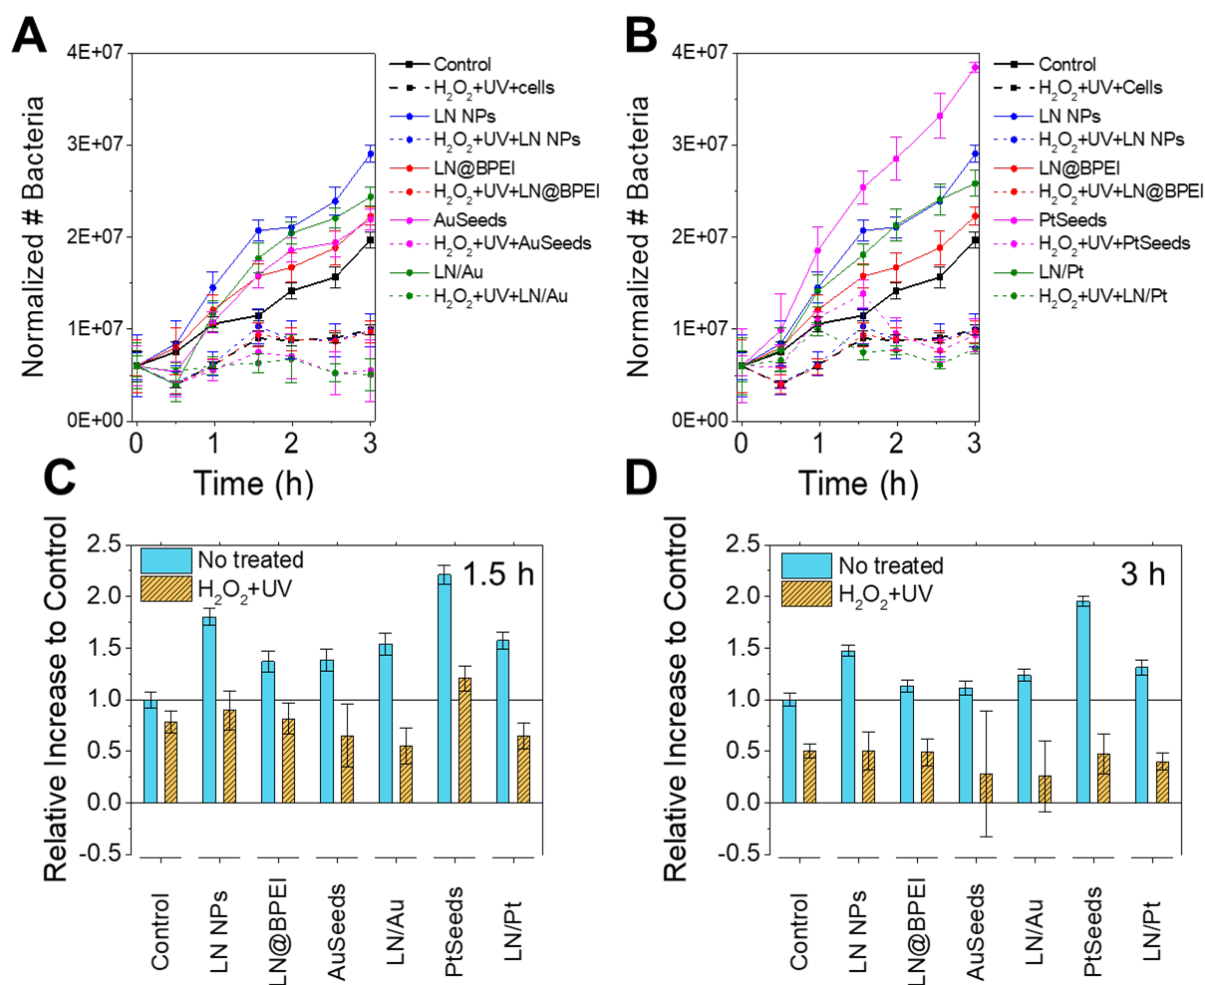 A
Normalized # Bacteria
4E+07
3E+07
2E+07
1E+07
0E+00
0 1 2 3
Time (h)
Control
H₂O₂+UV+cells
LN NPs
H₂O₂+UV+LN NPs
LN@BPEI
H₂O₂+UV+LN@BPEI
AuSeeds
H₂O₂+UV+AuSeeds
LN/Au
H₂O₂+UV+LN/Au
B
Normalized # Bacteria
4E+07
3E+07
2E+07
1E+07
0E+00
0 1 2 3
Time (h)
Control
H₂O₂+UV+Cells
LN NPs
H₂O₂+UV+LN NPs
LN@BPEI
H₂O₂+UV+LN@BPEI
PtSeeds
H₂O₂+UV+PtSeeds
LN/Pt
H₂O₂+UV+LN/Pt
C
Relative Increase to Control
2.5
2.0
1.5
1.0
0.5
0.0
-0.5
No treated
H₂O₂+UV
1.5 h
Control
LN NPs
LN@BPEI
AuSeeds
LN/Au
PtSeeds
LN/Pt
D
Relative Increase to Control
2.5
2.0
1.5
1.0
0.5
0.0
-0.5
No treated
H₂O₂+UV
3 h
Control
LN NPs
LN@BPEI
AuSeeds
LN/Au
PtSeeds
LN/Pt